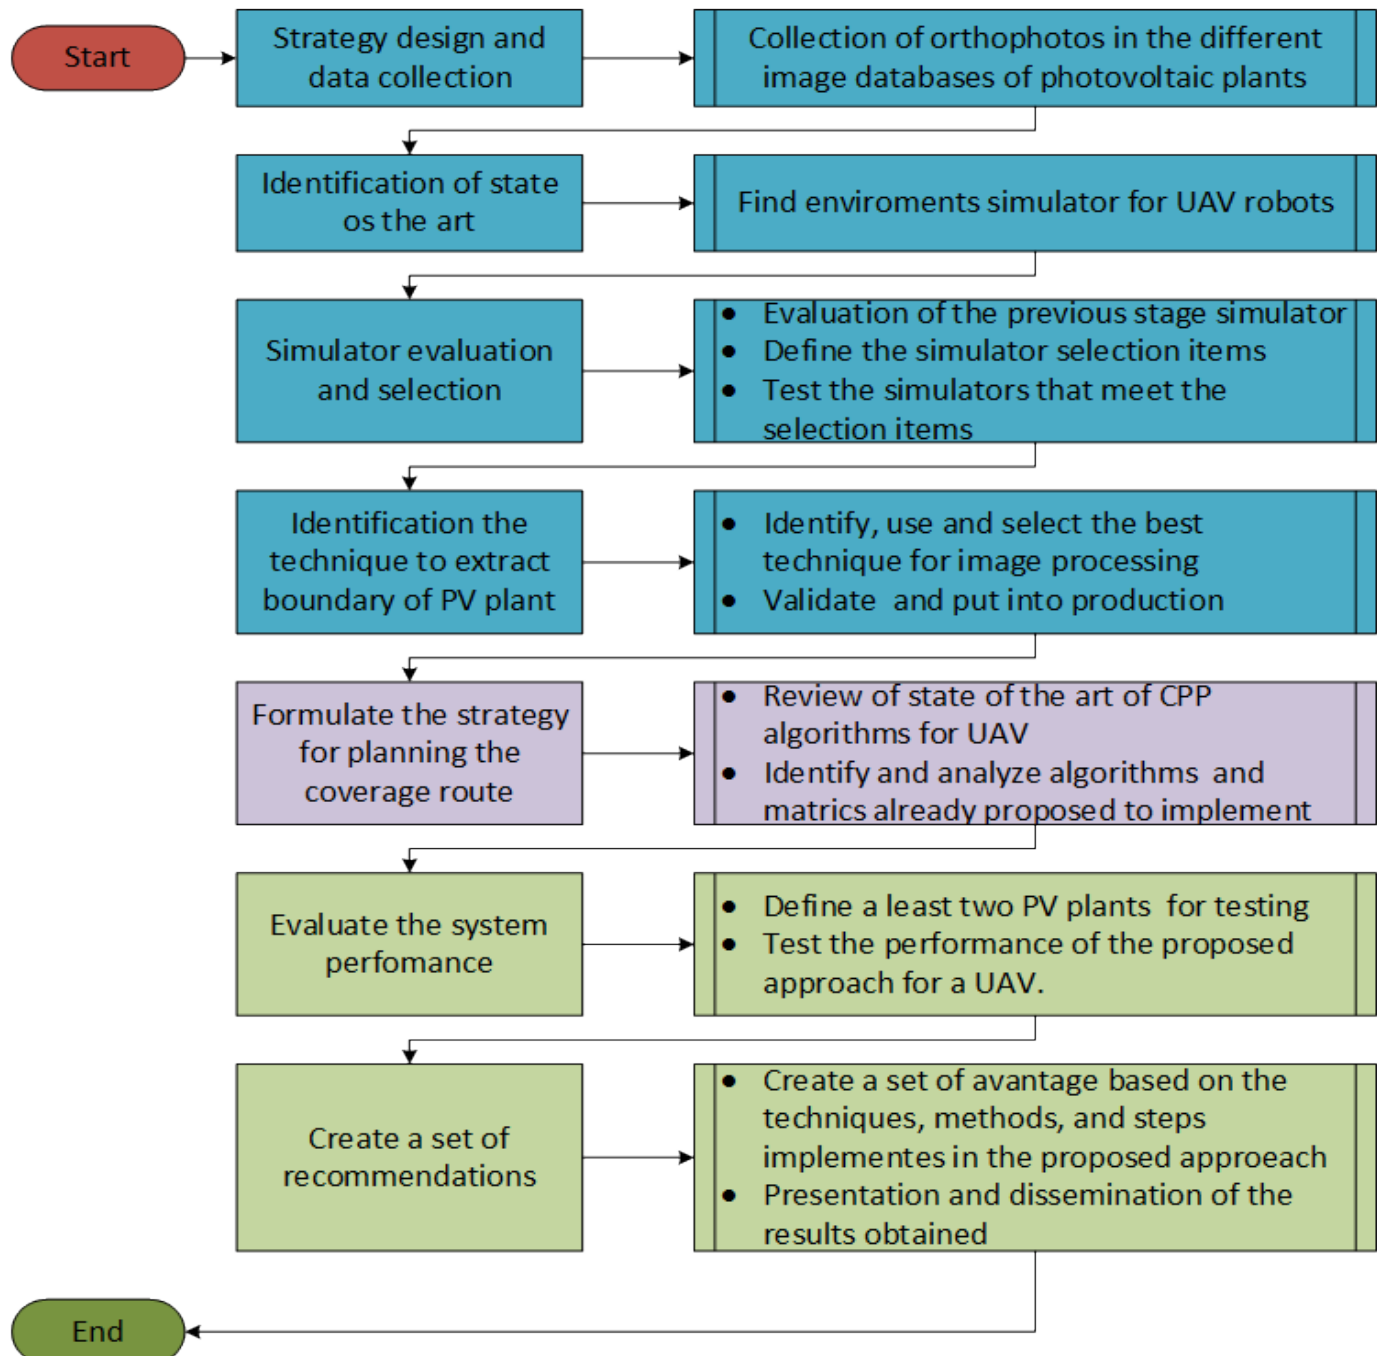 Start
Strategy design and
data collection
Collection of orthophotos in the different
image databases of photovoltaic plants
Identification of state
os the art
Find enviroments simulator for UAV robots
Simulator evaluation
and selection
● Evaluation of the previous stage simulator
● Define the simulator selection items
● Test the simulators that meet the
selection items
Identification the
technique to extract
boundary of PV plant
● Identify, use and select the best
technique for image processing
● Validate and put into production
Formulate the strategy
for planning the
coverage route
● Review of state of the art of CPP
algorithms for UAV
● Identify and analyze algorithms and
matrics already proposed to implement
Evaluate the system
perfomance
● Define a least two PV plants for testing
● Test the performance of the proposed
approach for a UAV.
Create a set of
recommendations
● Create a set of avantage based on the
techniques, methods, and steps
implementes in the proposed approeach
● Presentation and dissemination of the
results obtained
End